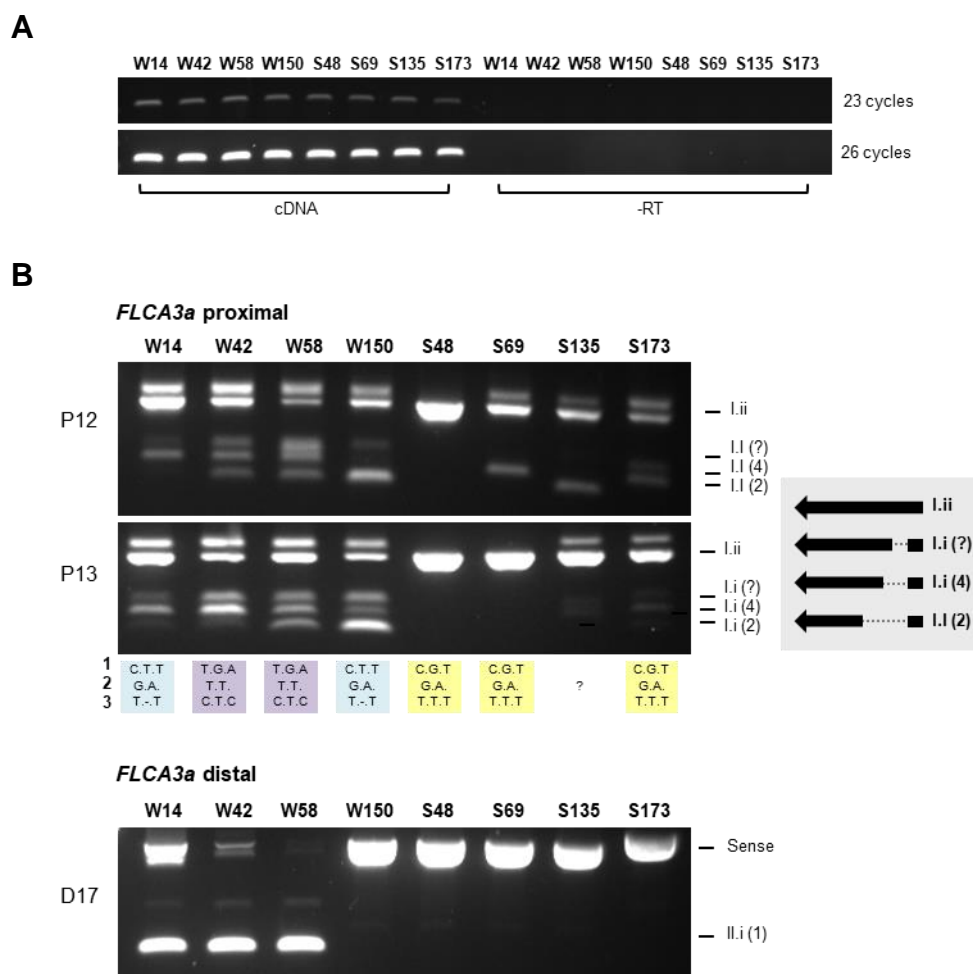 A
W14 W42 W58 W150 S48 S69 S135 S173 W14 W42 W58 W150 S48 S69 S135 S173
23 cycles
26 cycles
cDNA -RT
B
FLCA3a proximal
W14 W42 W58 W150 S48 S69 S135 S173
P12
I.ii
I.I (?)
I.I (4)
I.I (2)
P13
I.ii
I.i (?)
I.i (4)
I.i (2)
I.ii
I.i (?)
I.i (4)
I.I (2)
1 C.T.T T.G.A T.G.A C.T.T C.G.T C.G.T C.G.T
2 G.A. T.T. T.T. G.A. G.A. G.A. ? G.A.
3 T.-.T C.T.C C.T.C T.-.T T.T.T T.T.T T.T.T
FLCA3a distal
W14 W42 W58 W150 S48 S69 S135 S173
D17
Sense
II.i (1)